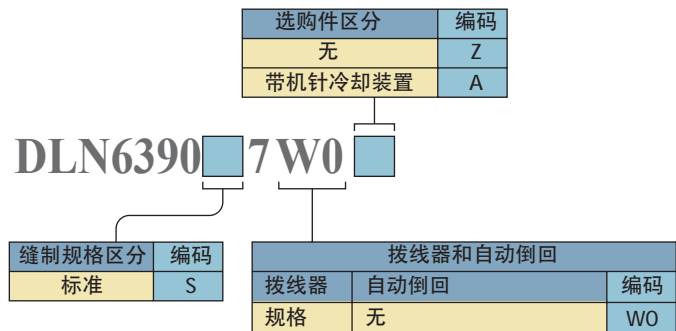 选购件区分 编码
无 Z
带机针冷却装置 A
DLN6390 7 W0
缝制规格区分 编码
标准 S
拨线器和自动倒回
拨线器 自动倒回 编码
规格 无 W0